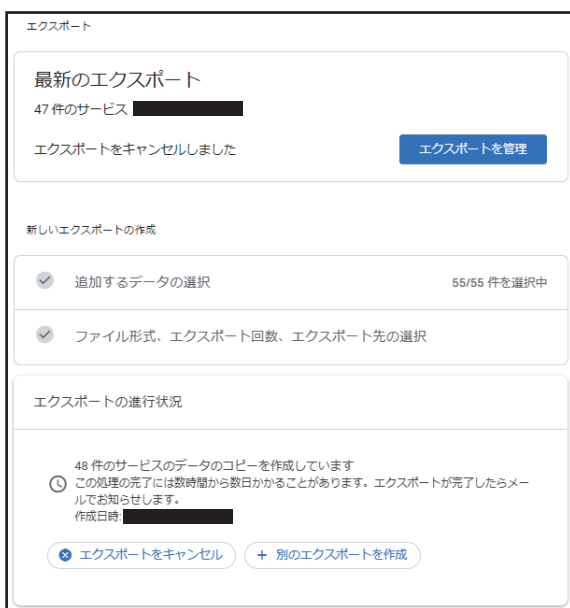 エクスポート
最新のエクスポート
47 件のサービス
エクスポートをキャンセルしました
エクスポートを管理
新しいエクスポートの作成
追加するデータの選択
55/55 件を選択中
ファイル形式、エクスポート回数、エクスポート先の選択
エクスポートの進行状況
48 件のサービスのデータのコピーを作成しています
この処理の完了には数時間から数日かかることがあります。エクスポートが完了したらメー
ルでお知らせします。
作成日時:
エクスポートをキャンセル
+ 別のエクスポートを作成